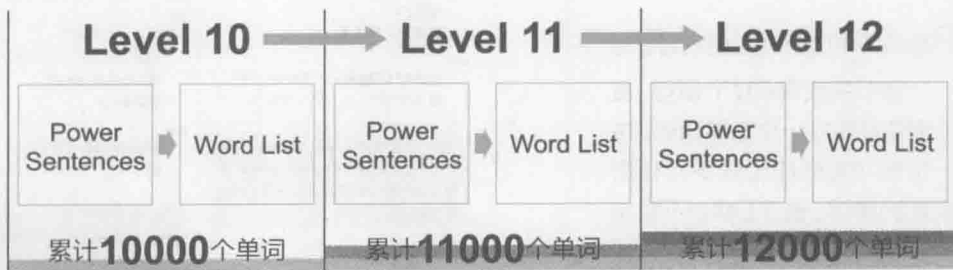 Level 10 Level 11 Level 12
Power Sentences Word List Power Sentences Word List Power Sentences Word List
累计10000个单词 累计11000个单词 累计12000个单词